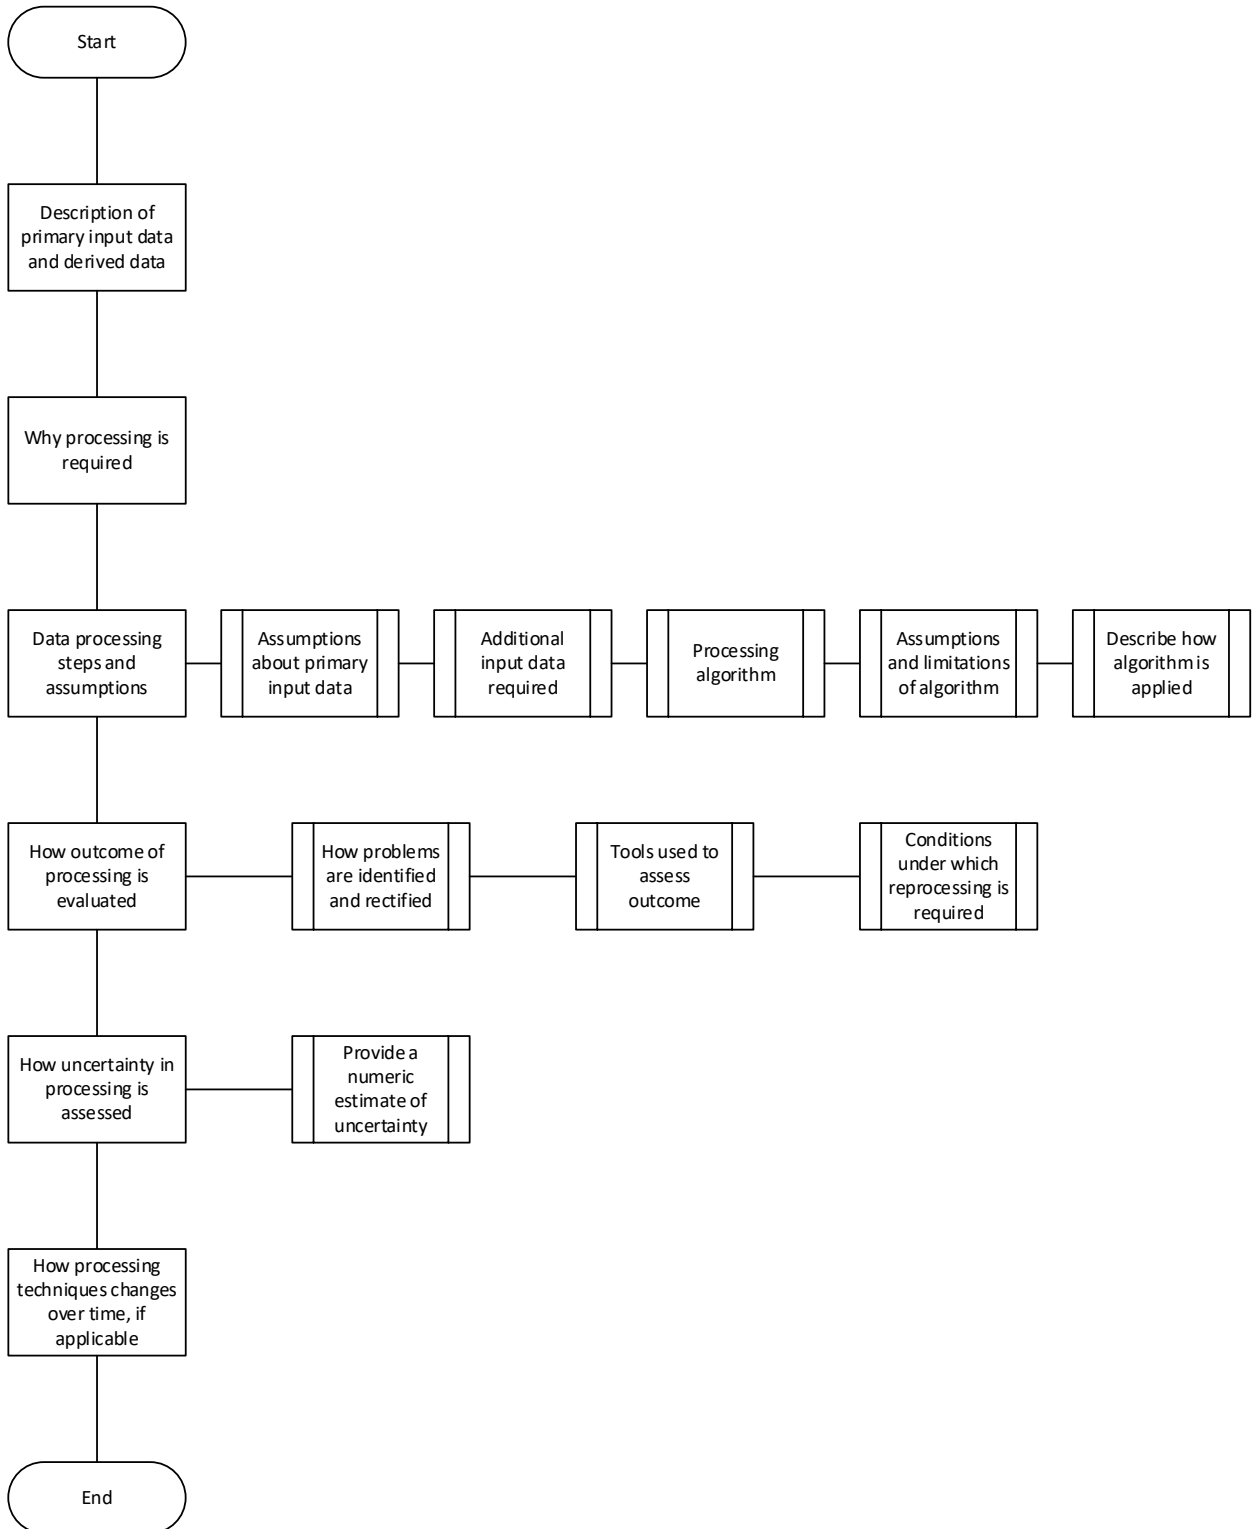 Start
Description of
primary input data
and derived data
Why processing is
required
Data processing
steps and
assumptions
Assumptions
about primary
input data
Additional
input data
required
Processing
algorithm
Assumptions
and limitations
of algorithm
Describe how
algorithm is
applied
How outcome of
processing is
evaluated
How problems
are identified
and rectified
Tools used to
assess
outcome
Conditions
under which
reprocessing is
required
How uncertainty in
processing is
assessed
Provide a
numeric
estimate of
uncertainty
How processing
techniques changes
over time, if
applicable
End